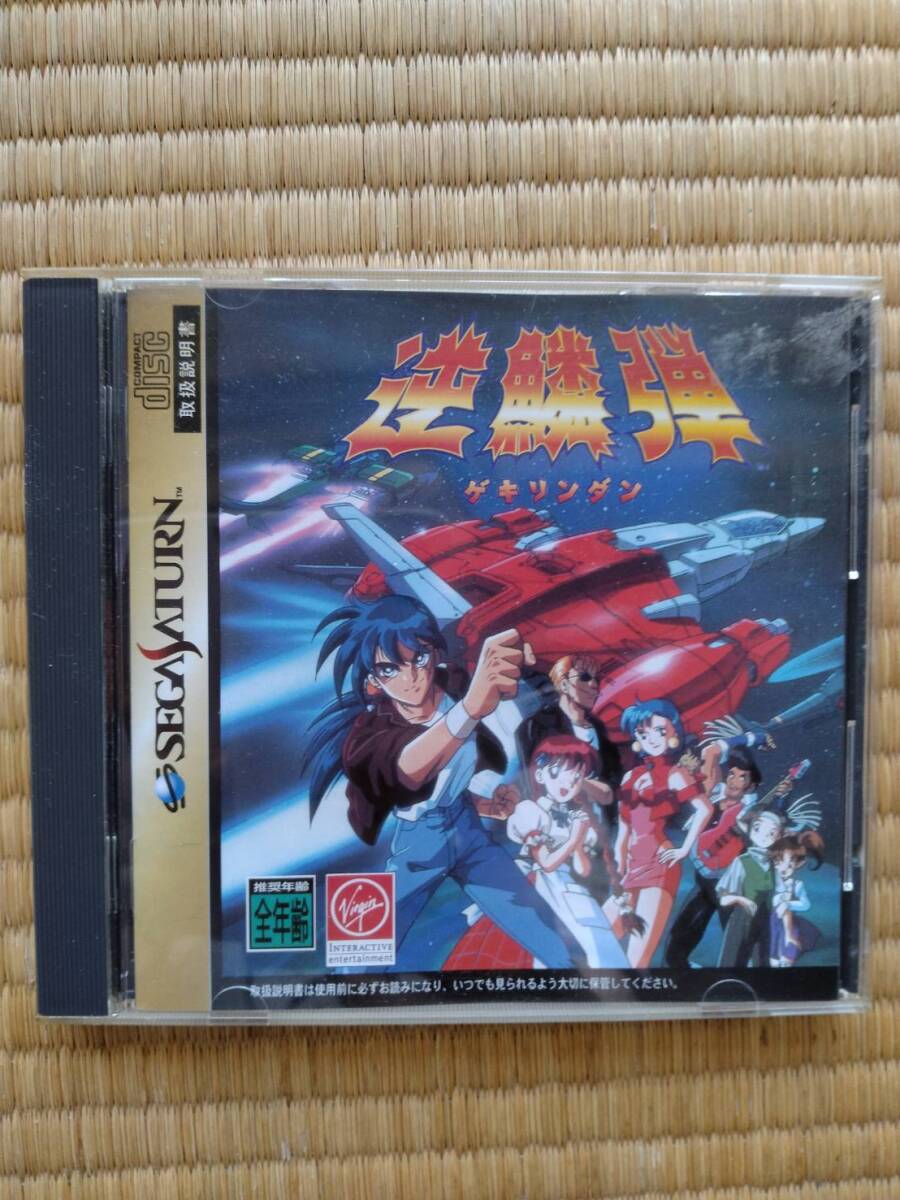 COMPACT
disc
取扱説明書
SEGA SATURN™
逆鱗弾
ゲキリンダン
推奨年齢
全年齢
Virgin
INTERACTIVE
entertainment
取扱説明書は使用前に必ずお読みになり、いつでも見られるよう大切に保管してください。